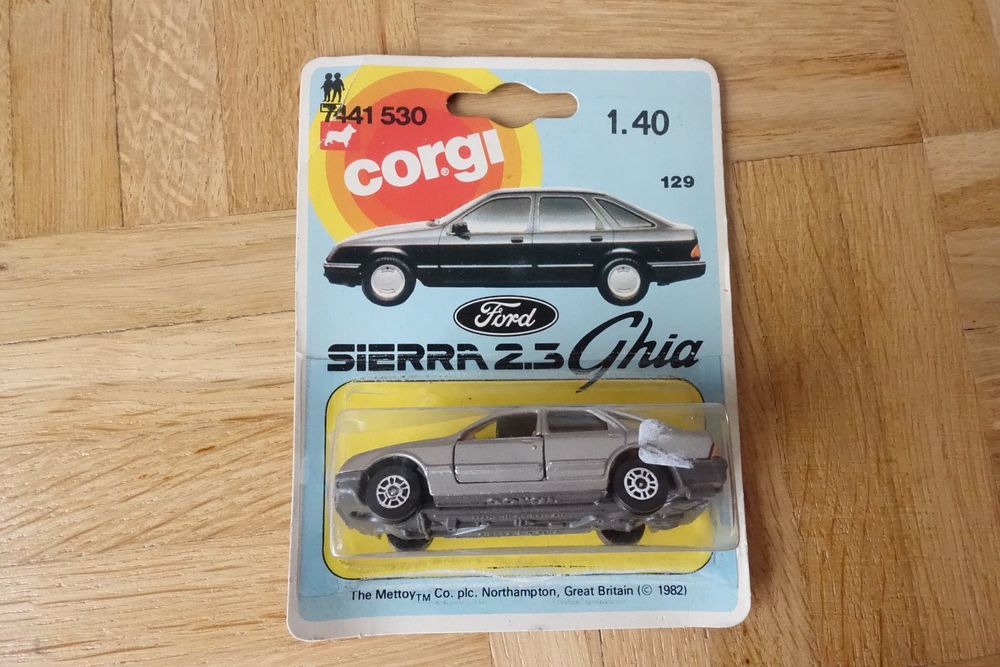 7441 530
1.40
corgi®
129
Ford
SIERRA 2.3 Ghia
The Mettoy™ Co. plc. Northampton, Great Britain (© 1982)